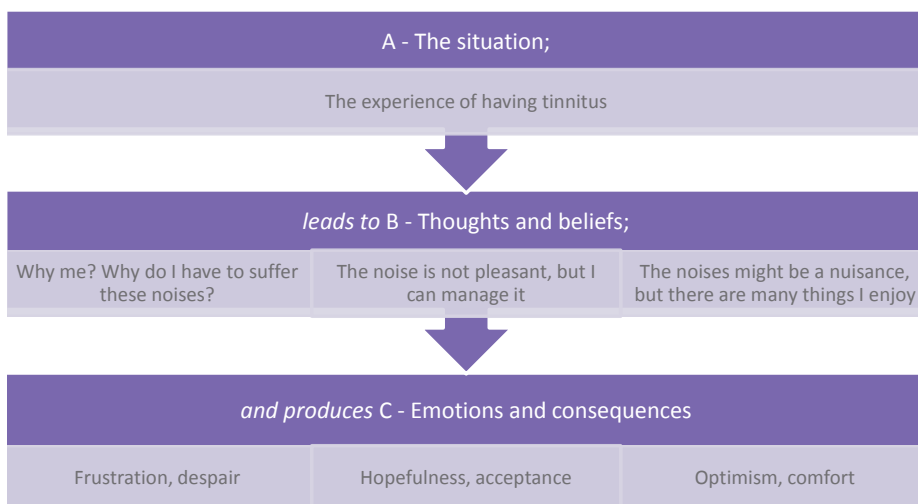 A - The situation;
The experience of having tinnitus
leads to B - Thoughts and beliefs;
Why me? Why do I have to suffer
these noises?
The noise is not pleasant, but I
can manage it
The noises might be a nuisance,
but there are many things I enjoy
and produces C - Emotions and consequences
Frustration, despair
Hopefulness, acceptance
Optimism, comfort